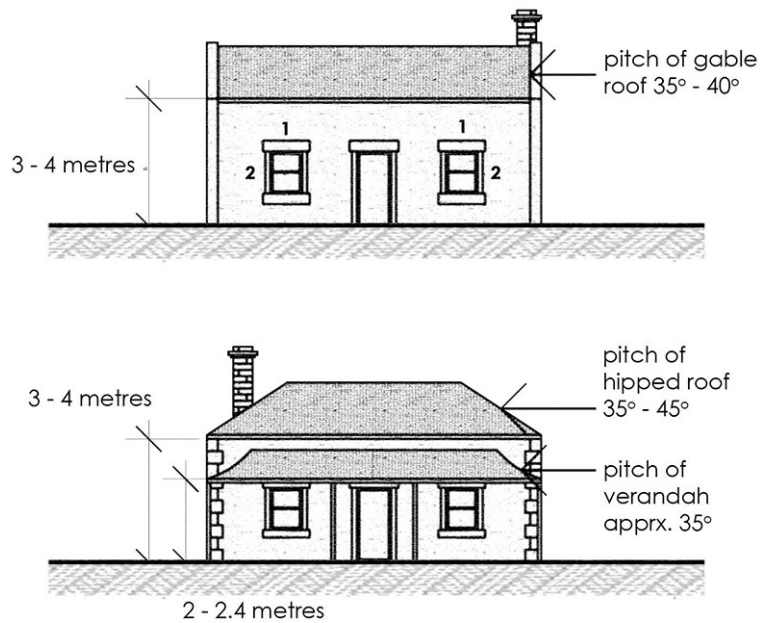 pitch of gable
roof 35° - 40°
1
1
3 - 4 metres
2
2
pitch of
hipped roof
35° - 45°
3 - 4 metres
pitch of
verandah
apprx. 35°
2 - 2.4 metres